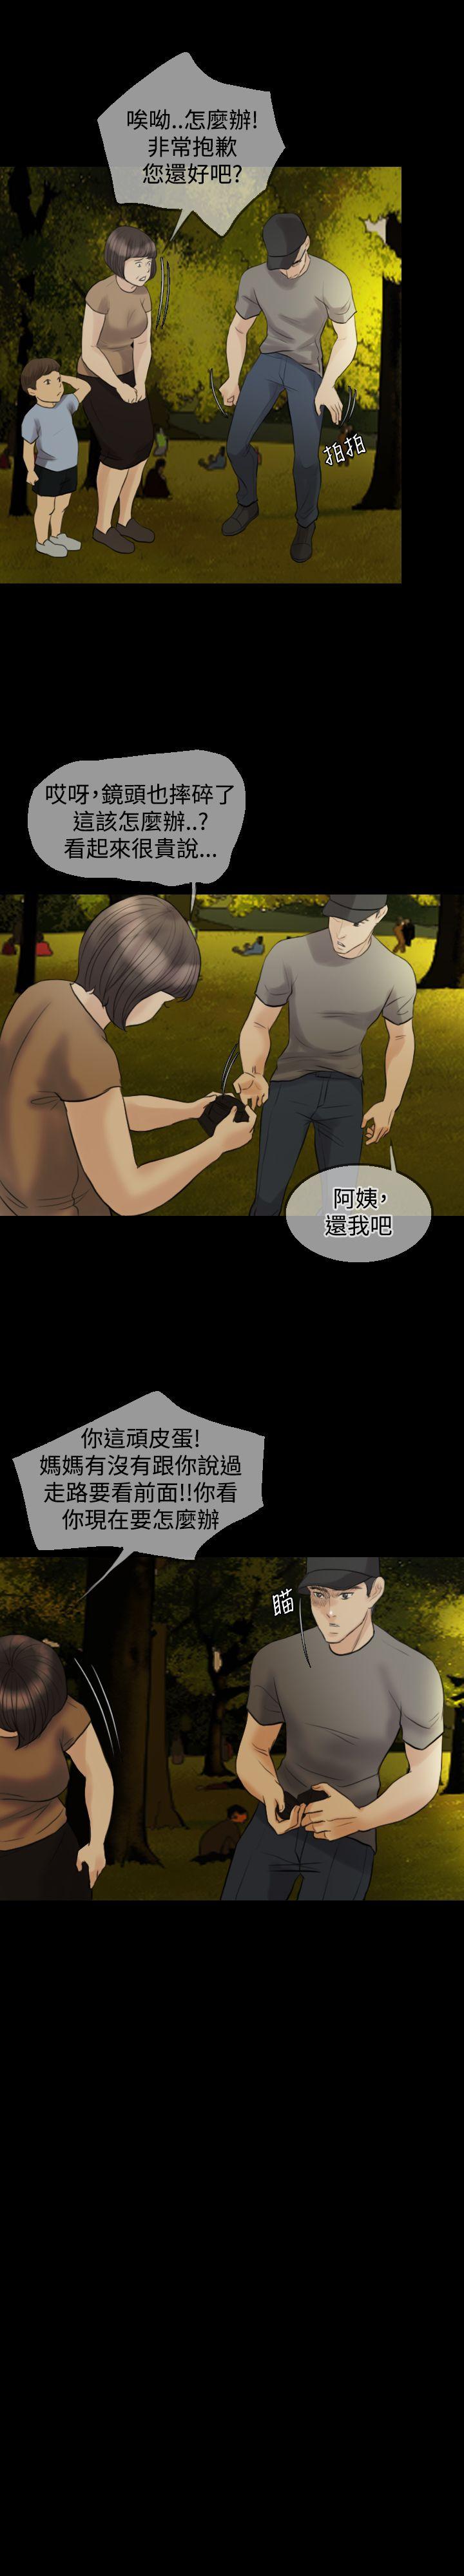 唉呦..怎麼辦!
非常抱歉
您還好吧?
拍拍
哎呀,鏡頭也摔碎了
這該怎麼辦..?
看起來很貴說...
阿姨,
還我吧
你這頑皮蛋!
媽媽有沒有跟你說過
走路要看前面!!你看
你現在要怎麼辦
瞄